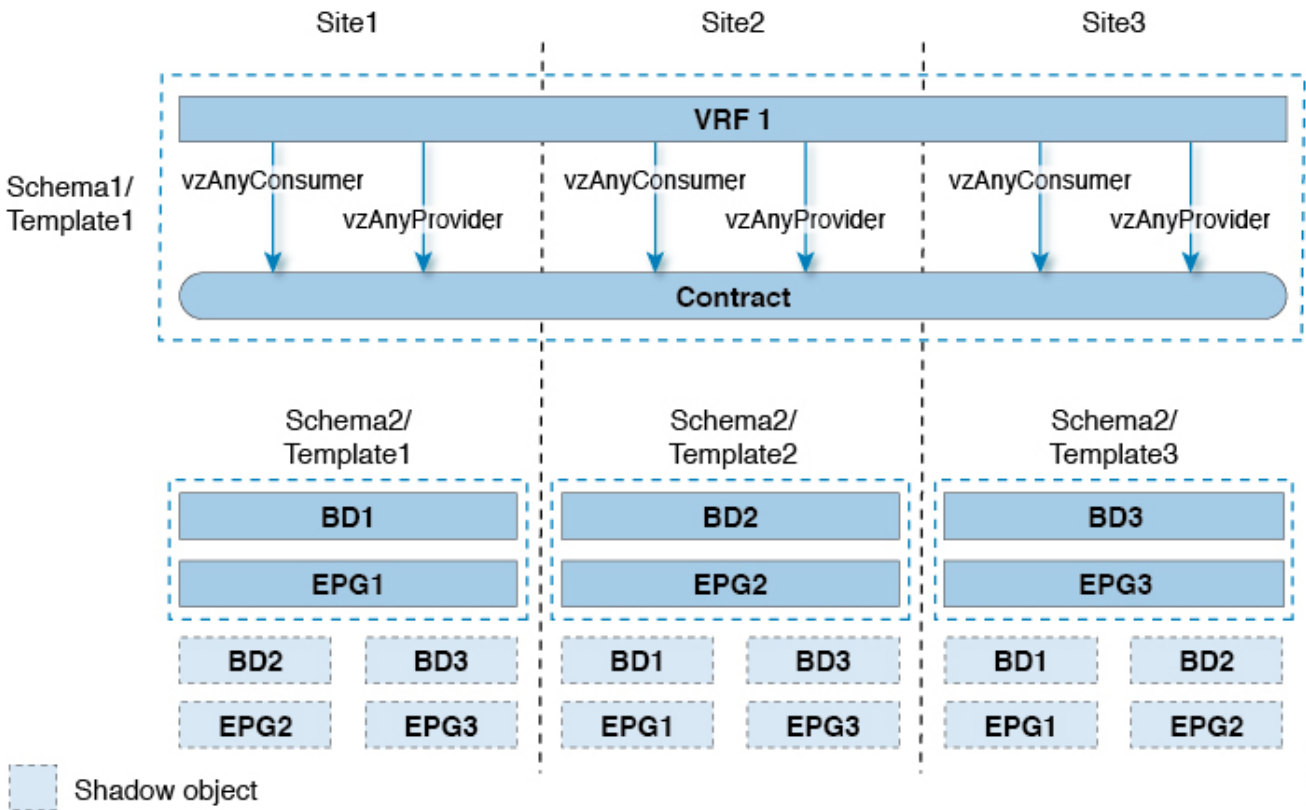 Site1
Site2
Site3
VRF 1
Schema1/
Template1
vzAnyConsumer
vzAnyProvider
vzAnyConsumer
vzAnyProvider
vzAnyConsumer
vzAnyProvider
Contract
Schema2/
Template1
Schema2/
Template2
Schema2/
Template3
BD1
BD2
BD3
EPG1
EPG2
EPG3
BD2
BD3
BD1
BD3
BD1
BD2
EPG2
EPG3
EPG1
EPG3
EPG1
EPG2
Shadow object